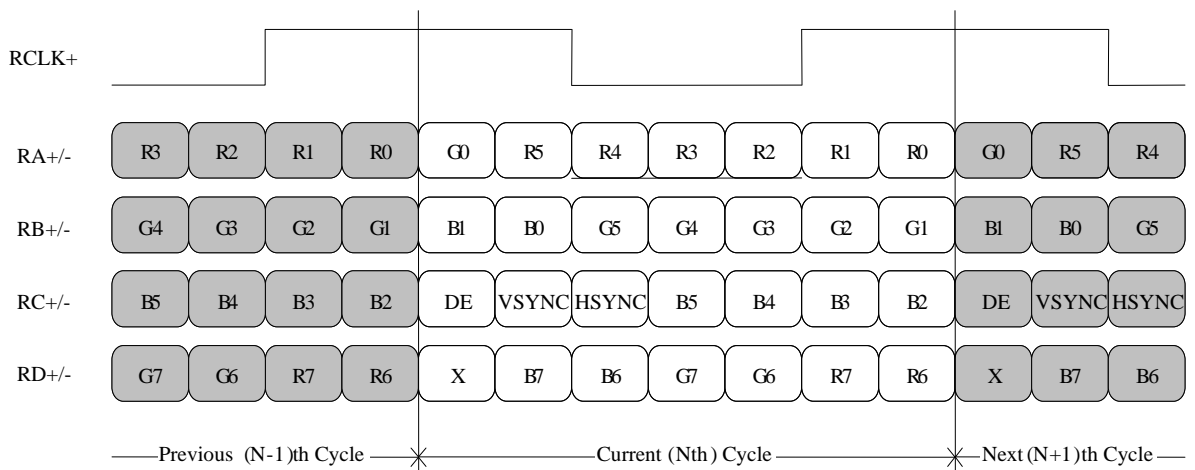 RCLK+
RA+/- R3 R2 R1 R0 G0 R5 R4 R3 R2 R1 R0 G0 R5 R4
RB+/- G4 G3 G2 G1 B1 B0 G5 G4 G3 G2 G1 B1 B0 G5
RC+/- B5 B4 B3 B2 DE VSYNC HSYNC B5 B4 B3 B2 DE VSYNC HSYNC
RD+/- G7 G6 R7 R6 X B7 B6 G7 G6 R7 R6 X B7 B6
Previous (N-1)th Cycle Current (Nth) Cycle Next (N+1)th Cycle